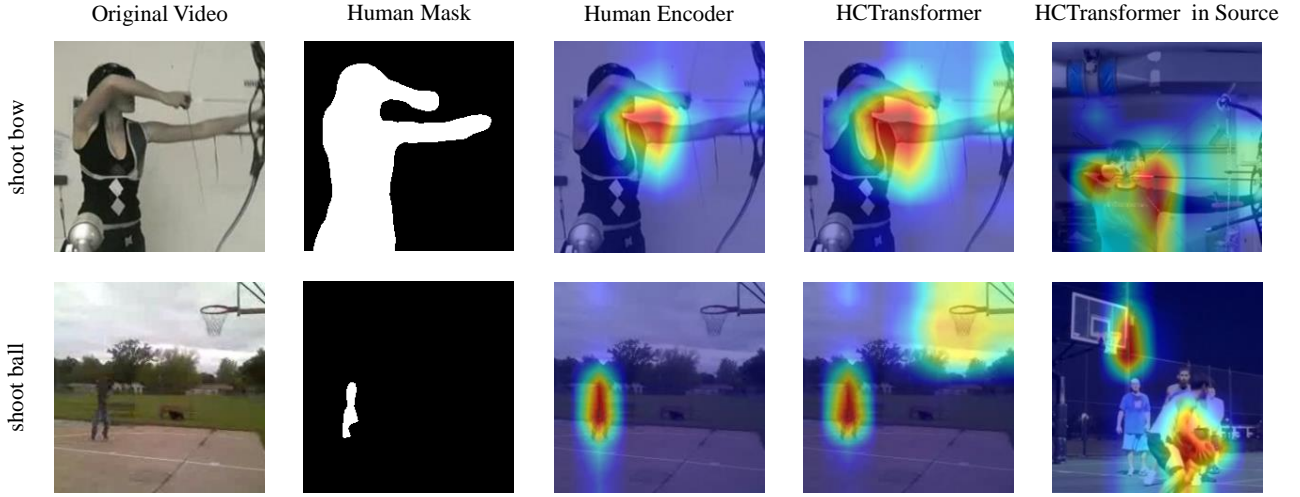 Original Video
Human Mask
Human Encoder
HCTransformer
HCTransformer in Source
shoot bow
shoot ball